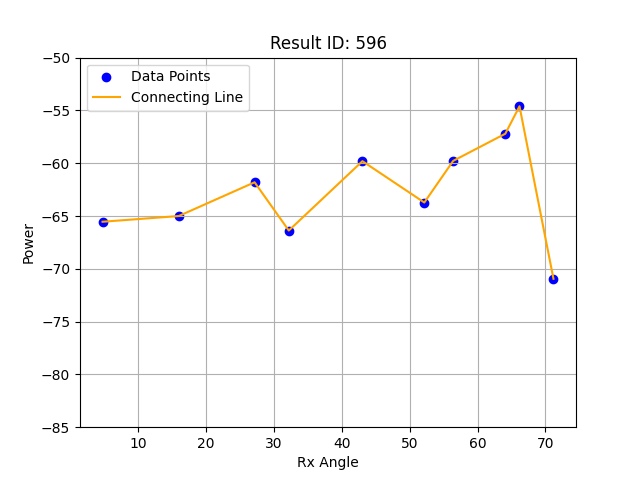 Result ID: 596
Data Points
Connecting Line
Power
−50
−55
−60
−65
−70
−75
−80
−85
10 20 30 40 50 60 70
Rx Angle